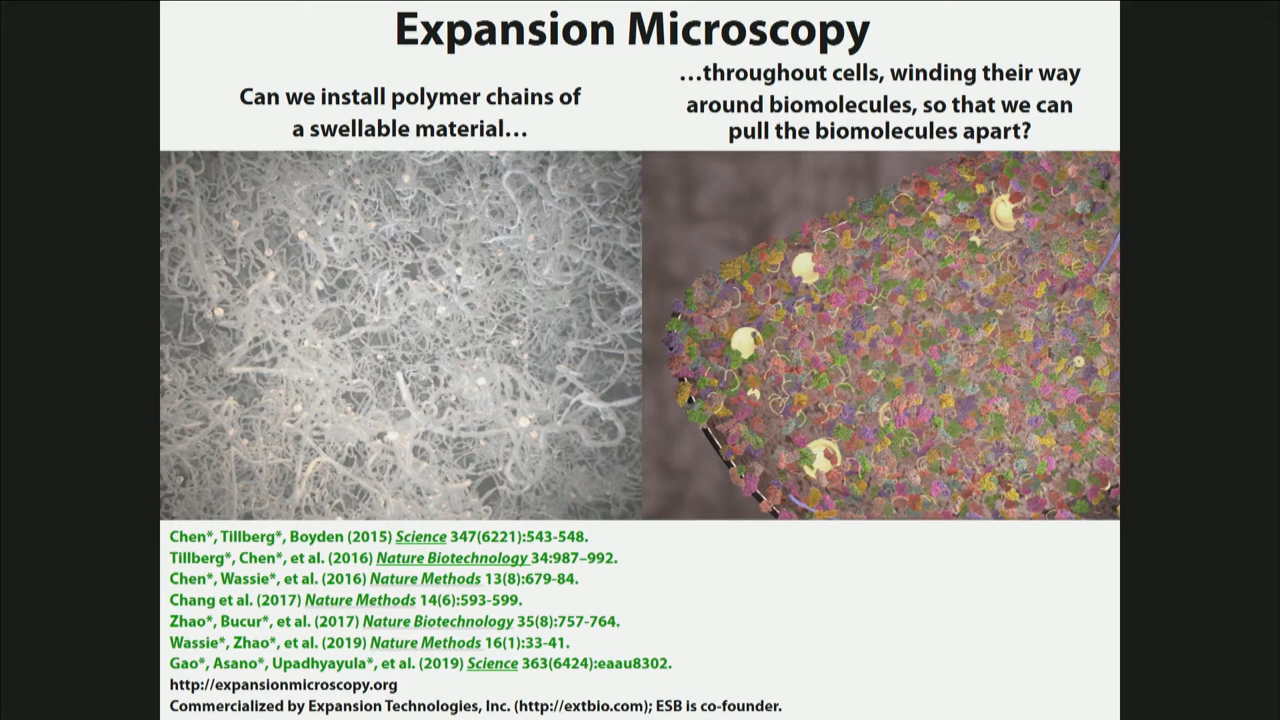 Expansion Microscopy
Can we install polymer chains of
a swellable material…
…throughout cells, winding their way
around biomolecules, so that we can
pull the biomolecules apart?
Chen*, Tillberg*, Boyden (2015) Science 347(6221):543-548.
Tillberg*, Chen*, et al. (2016) Nature Biotechnology 34:987–992.
Chen*, Wassie*, et al. (2016) Nature Methods 13(8):679-84.
Chang et al. (2017) Nature Methods 14(6):593-599.
Zhao*, Bucur*, et al. (2017) Nature Biotechnology 35(8):757-764.
Wassie*, Zhao*, et al. (2019) Nature Methods 16(1):33-41.
Gao*, Asano*, Upadhyayula*, et al. (2019) Science 363(6424):eaau8302.
http://expansionmicroscopy.org
Commercialized by Expansion Technologies, Inc. (http://extbio.com); ESB is co-founder.